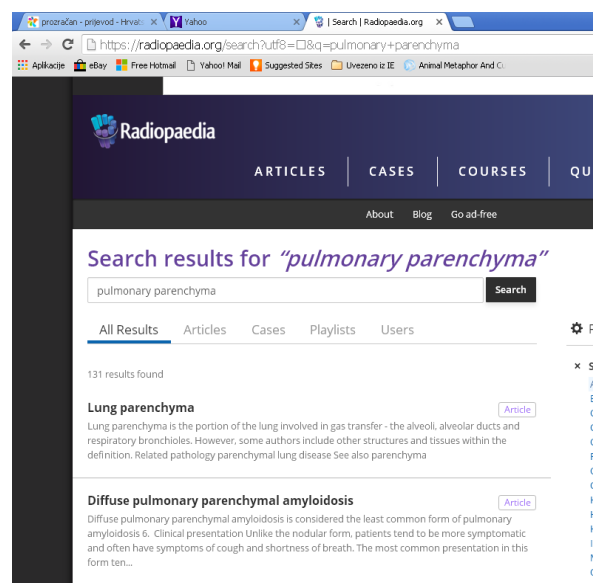 prozračan - prijevod - Hrvats
Yahoo
| Search | Radiopaedia.org
https://radiopaedia.org/search?utf8=□&q=pulmonary+parenchyma
Aplikacije eBay Free Hotmail Yahoo! Mail Suggested Sites Uvezeno iz IE Animal Metaphor And C
Radiopaedia
ARTICLES CASES COURSES QU
About Blog Go ad-free
Search results for "pulmonary parenchyma"
pulmonary parenchyma Search
All Results Articles Cases Playlists Users
131 results found
Lung parenchyma Article
Lung parenchyma is the portion of the lung involved in gas transfer - the alveoli, alveolar ducts and
respiratory bronchioles. However, some authors include other structures and tissues within the
definition. Related pathology parenchymal lung disease See also parenchyma
Diffuse pulmonary parenchymal amyloidosis Article
Diffuse pulmonary parenchymal amyloidosis is considered the least common form of pulmonary
amyloidosis 6. Clinical presentation Unlike the nodular form, patients tend to be more symptomatic
and often have symptoms of cough and shortness of breath. The most common presentation in this
form ten...